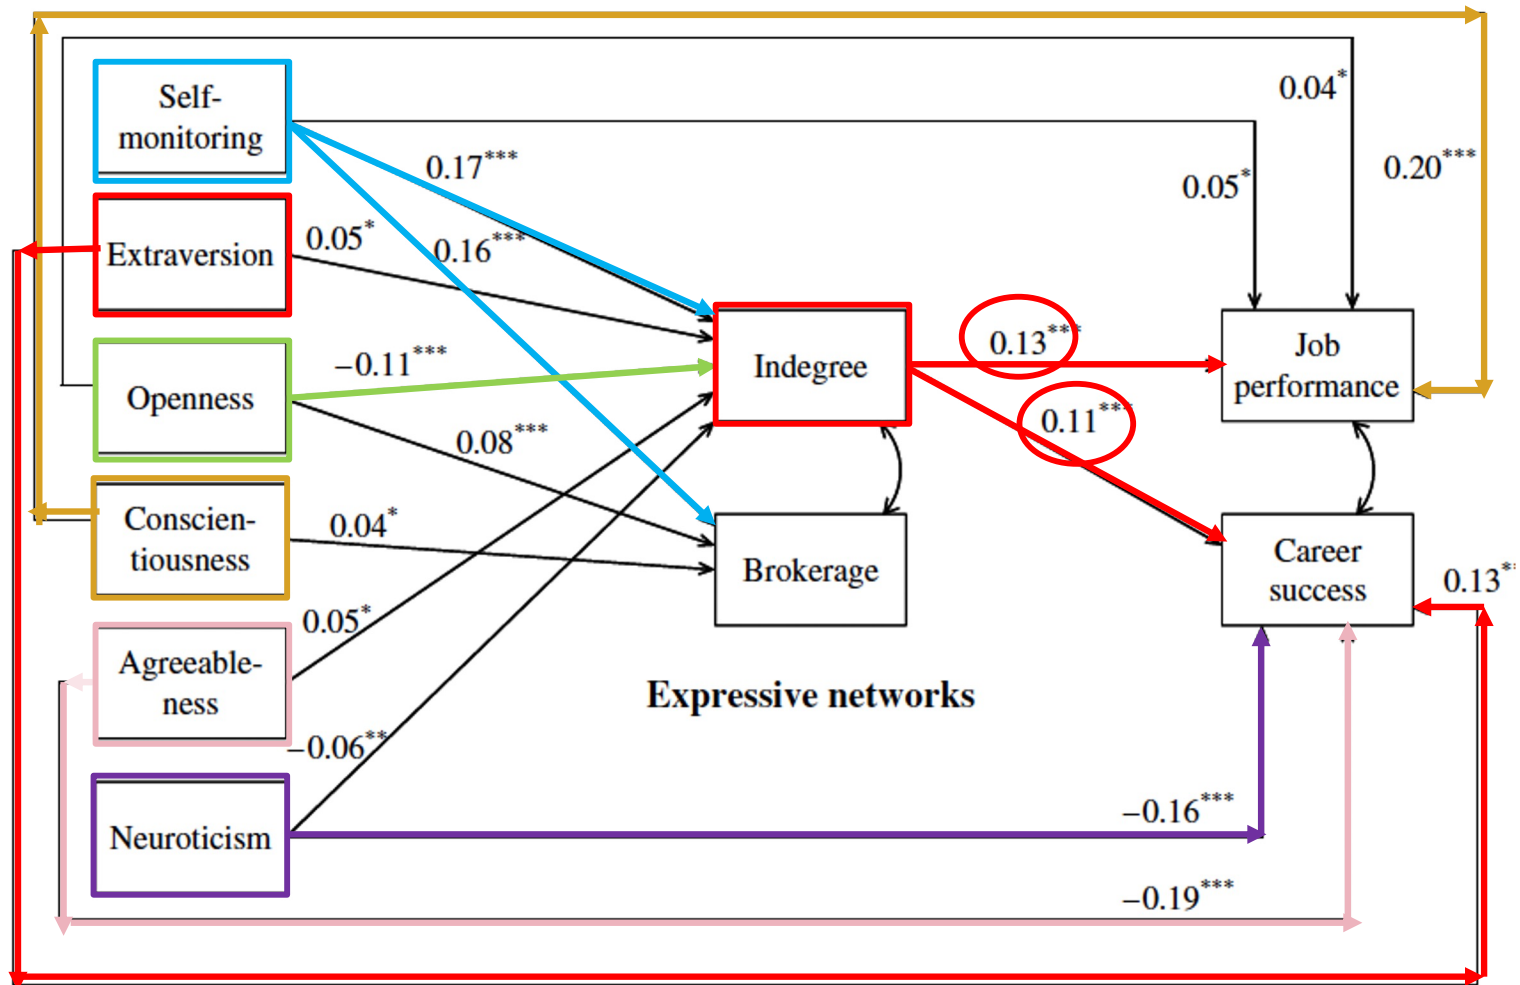 0.04*
Self-
monitoring
0.17***
0.20***
0.05*
Extraversion
0.05*
0.16***
0.13***
Job
performance
Indegree
−0.11***
Openness
0.11***
0.08***
Conscien-
tiousness
0.04*
Brokerage
Career
success
0.13**
0.05*
Agreeable-
ness
Expressive networks
−0.06**
Neuroticism
−0.16***
−0.19***